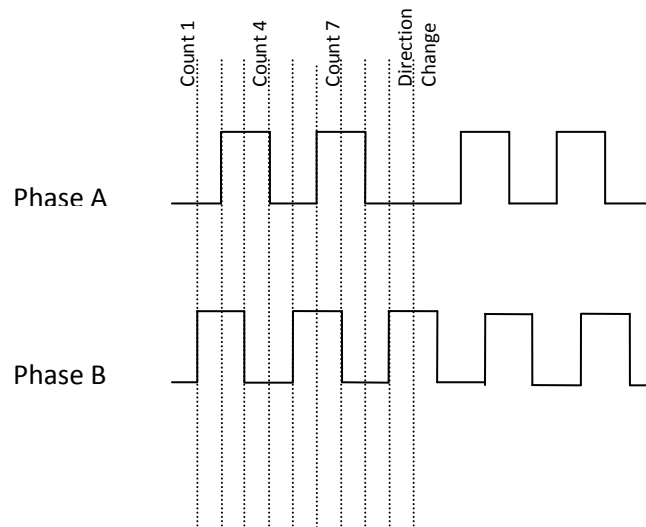 Count 1
Count 4
Count 7
Direction
Change
Phase A
Phase B